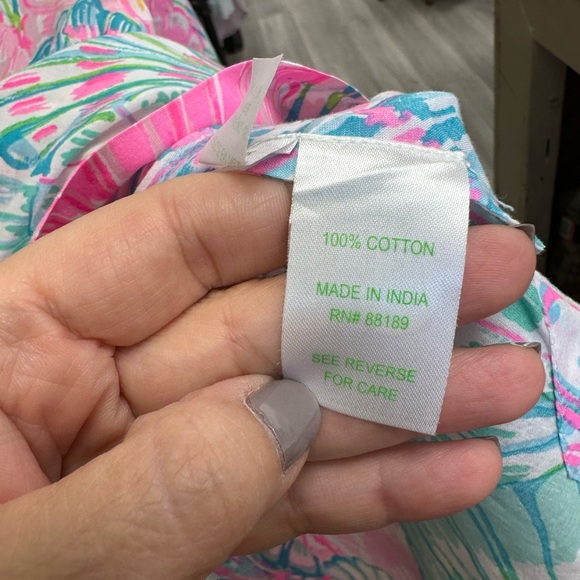 100% COTTON
MADE IN INDIA
RN# 88189
SEE REVERSE
FOR CARE